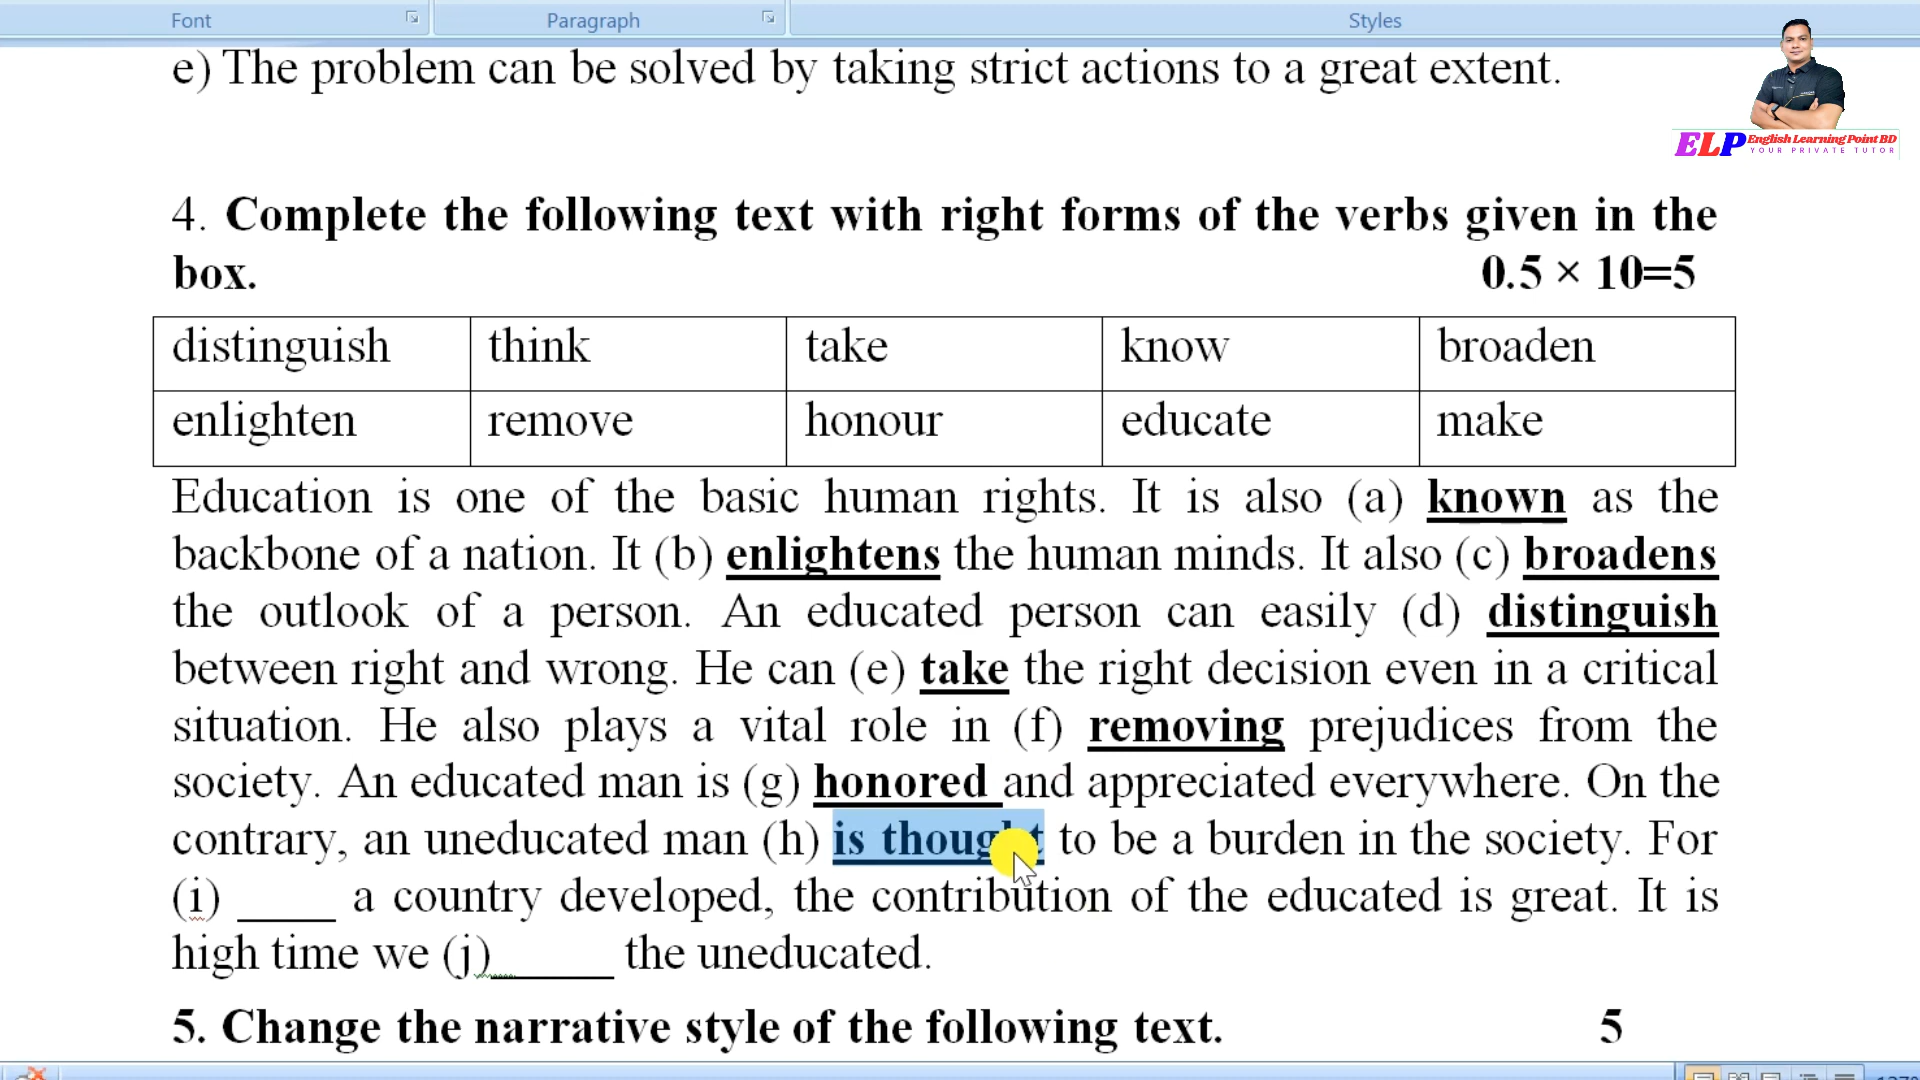 Font Paragraph Styles
e) The problem can be solved by taking strict actions to a great extent.
ELP English Learning Point BD
YOUR PRIVATE TUTOR
4. Complete the following text with right forms of the verbs given in the
box. 0.5 × 10=5
distinguish think take know broaden
enlighten remove honour educate make
Education is one of the basic human rights. It is also (a) known as the
backbone of a nation. It (b) enlightens the human minds. It also (c) broadens
the outlook of a person. An educated person can easily (d) distinguish
between right and wrong. He can (e) take the right decision even in a critical
situation. He also plays a vital role in (f) removing prejudices from the
society. An educated man is (g) honored and appreciated everywhere. On the
contrary, an uneducated man (h) is thought to be a burden in the society. For
(i) ____ a country developed, the contribution of the educated is great. It is
high time we (j)_____ the uneducated.
5. Change the narrative style of the following text. 5